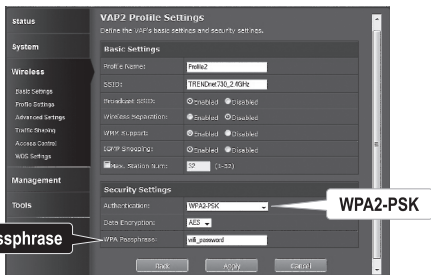 Status
System
Wireless
Basic Settings
Profile Settings
Advanced Settings
Traffic Shaping
Access Control
WDS Settings
Management
Tools
VAP2 Profile Settings
Define the VAP's basic settings and security settings.
Basic Settings
Profile Name: Profile2
SSID: TRENDnet730_2.4GHz
Broadcast SSID: Enabled Disabled
Wireless Separation: Enabled Disabled
WMM Support: Enabled Disabled
IGMP Snooping: Enabled Disabled
Max. Station Num: 32 (1-32)
Security Settings
Authentication: WPA2-PSK
WPA2-PSK
Data Encryption: AES
ssphrase
WPA Passphrase: wifi_password
Back Apply Cancel